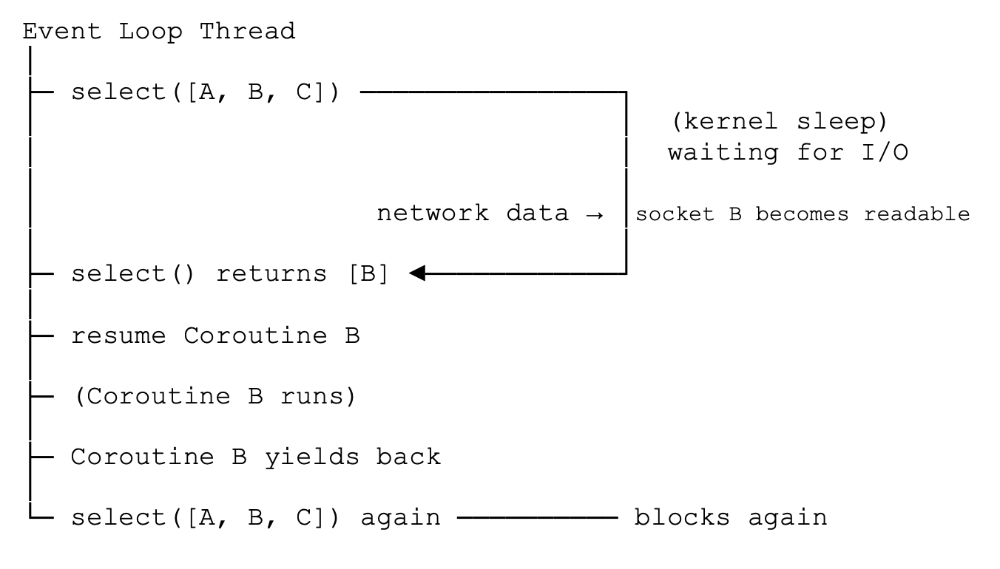 Event Loop Thread
select([A, B, C])
(kernel sleep)
waiting for I/O
network data → socket B becomes readable
select() returns [B]
resume Coroutine B
(Coroutine B runs)
Coroutine B yields back
select([A, B, C]) again blocks again